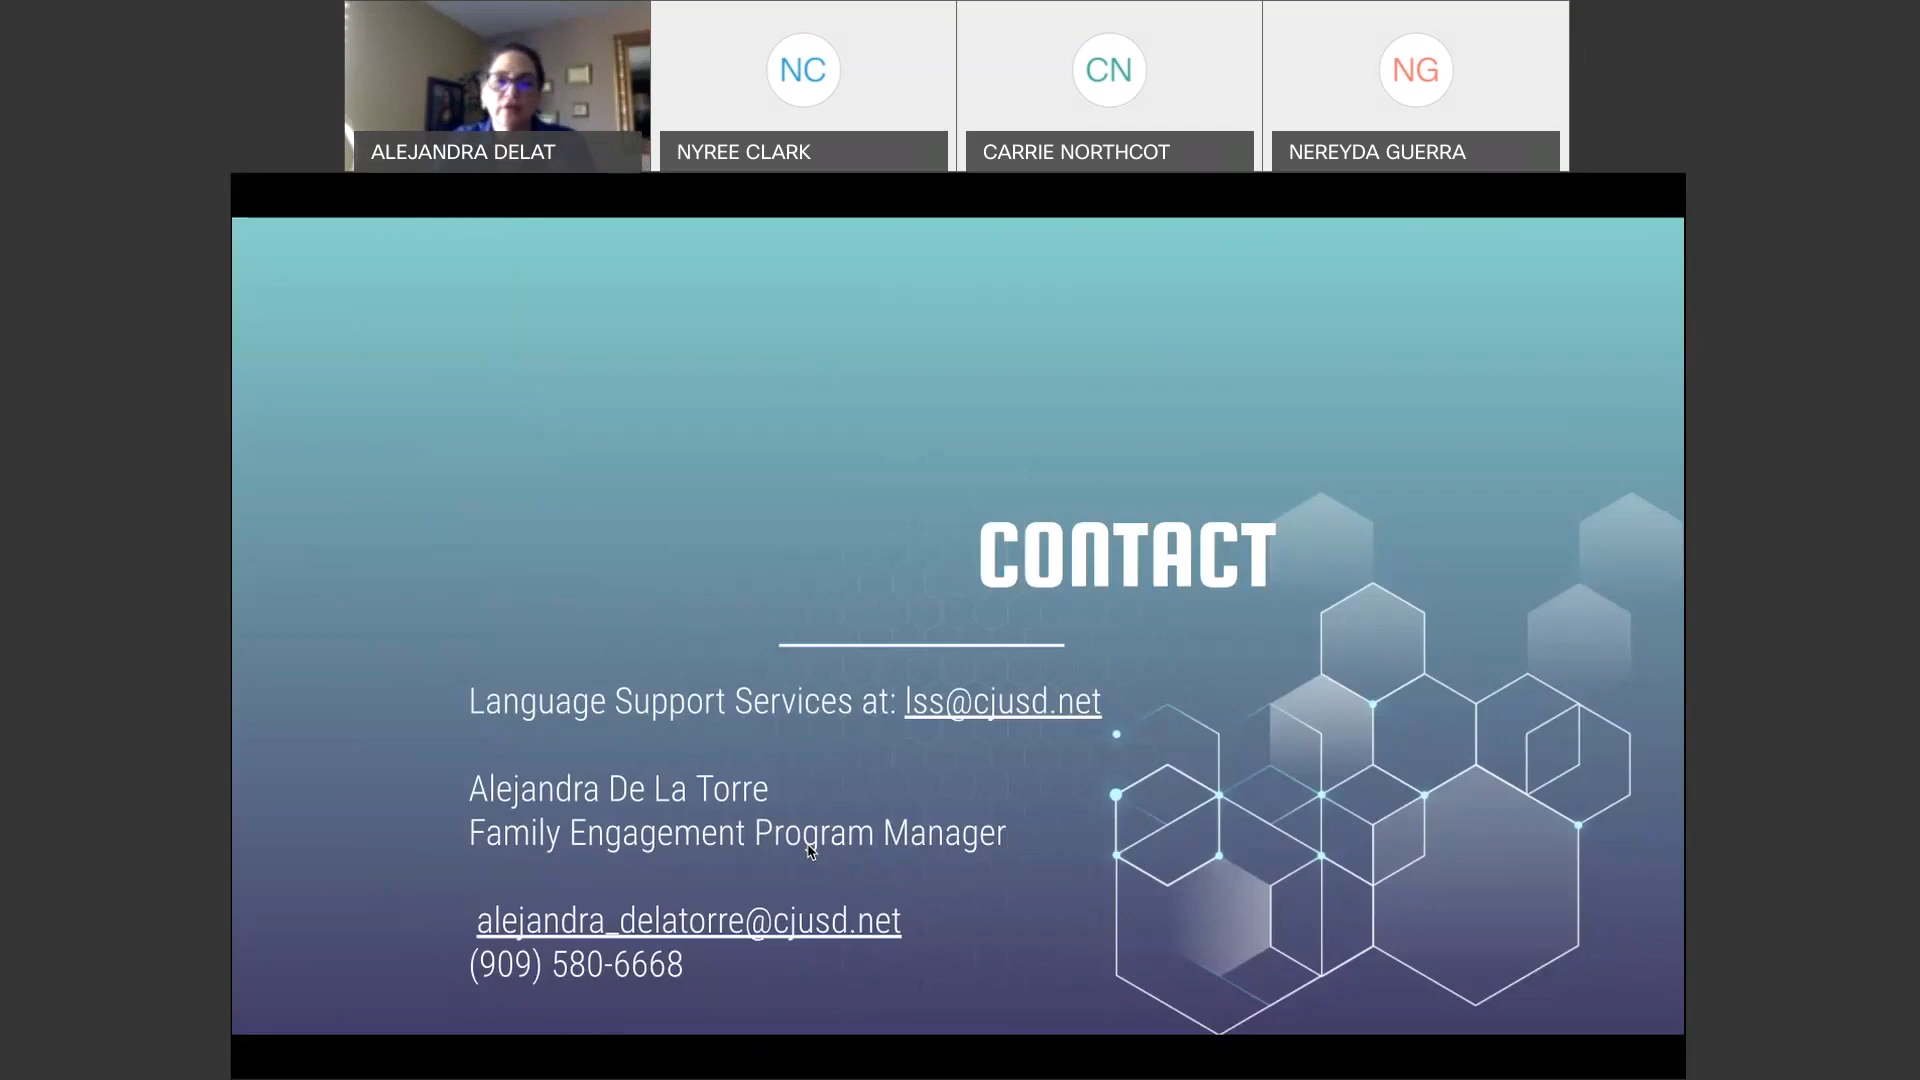 NC
CN
NG
ALEJANDRA DELAT
NYREE CLARK
CARRIE NORTHCOT
NEREYDA GUERRA
CONTACT
Language Support Services at: lss@cjusd.net
Alejandra De La Torre
Family Engagement Program Manager
alejandra_delatorre@cjusd.net
(909) 580-6668